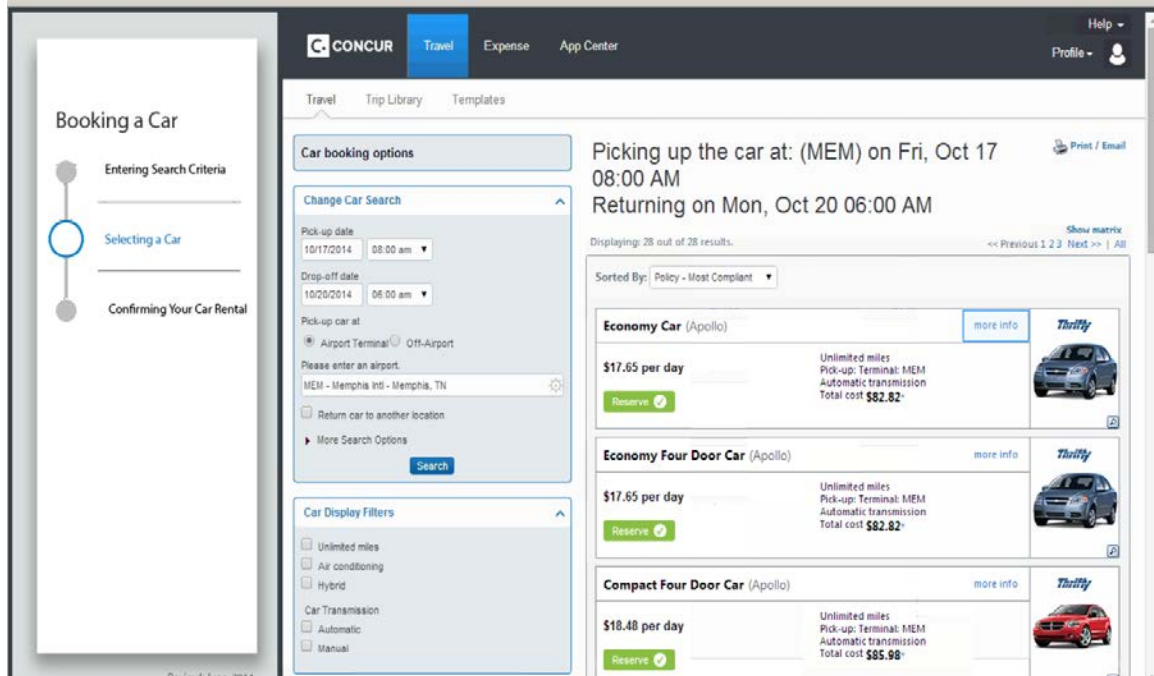 Booking a Car
Entering Search Criteria
Selecting a Car
Confirming Your Car Rental
C. CONCUR
Travel
Expense
App Center
Help
Profile
Travel
Trip Library
Templates
Car booking options
Change Car Search
Pick-up date
10/17/2014
08:00 am
Drop-off date
10/20/2014
06:00 am
Pick-up car at
Airport Terminal
Off-Airport
Please enter an airport.
MEM - Memphis Intl - Memphis, TN
Return car to another location
More Search Options
Search
Car Display Filters
Unlimited miles
Air conditioning
Hybrid
Car Transmission
Automatic
Manual
Picking up the car at: (MEM) on Fri, Oct 17
08:00 AM
Returning on Mon, Oct 20 06:00 AM
Print / Email
Show matrix
Displaying: 28 out of 28 results.
<< Previous 1 2 3 Next >> | All
Sorted By: Policy - Most Compliant
Economy Car (Apollo)
more info
Thrifty
$17.65 per day
Reserve
Unlimited miles
Pick-up: Terminal: MEM
Automatic transmission
Total cost $82.82*
Economy Four Door Car (Apollo)
more info
Thrifty
$17.65 per day
Reserve
Unlimited miles
Pick-up: Terminal: MEM
Automatic transmission
Total cost $82.82*
Compact Four Door Car (Apollo)
more info
Thrifty
$18.48 per day
Reserve
Unlimited miles
Pick-up: Terminal: MEM
Automatic transmission
Total cost $85.98*